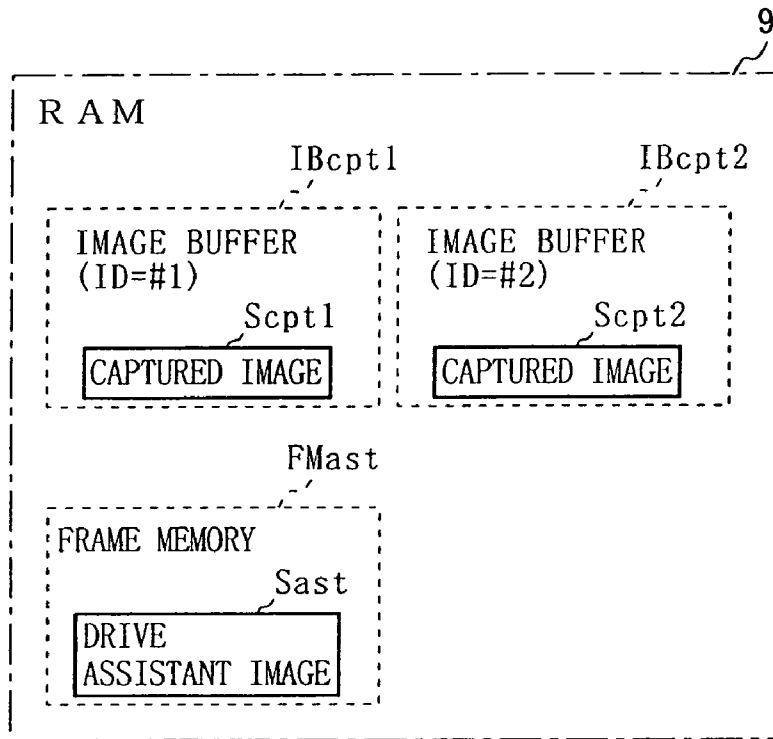 9
RAM
IBcpt1
IBcpt2
IMAGE BUFFER
(ID=#1)
Scpt1
CAPTURED IMAGE
IMAGE BUFFER
(ID=#2)
Scpt2
CAPTURED IMAGE
FMast
FRAME MEMORY
Sast
DRIVE
ASSISTANT IMAGE